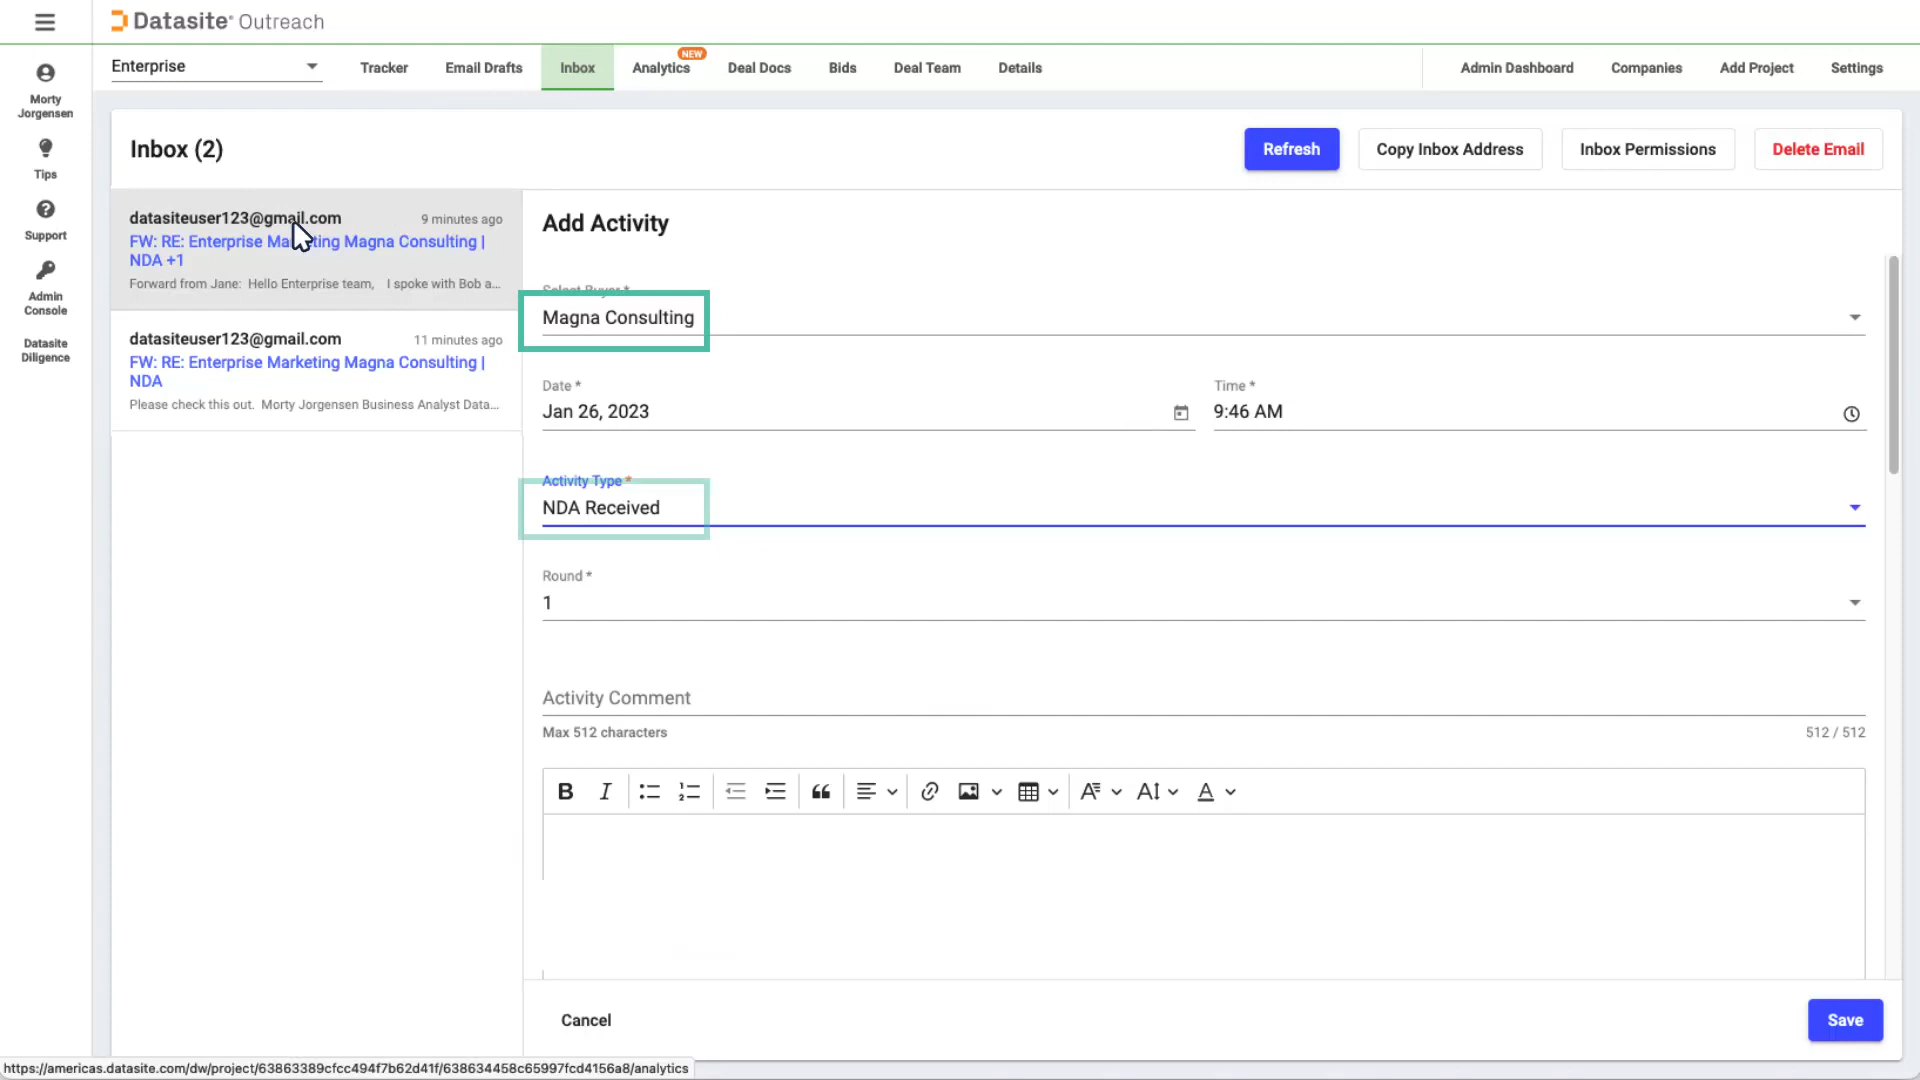 Datasite® Outreach
Enterprise
Tracker
Email Drafts
Inbox
Analytics
NEW
Deal Docs
Bids
Deal Team
Details
Admin Dashboard
Companies
Add Project
Settings
Morty
Jorgensen
Tips
Support
Admin
Console
Datasite
Diligence
Inbox (2)
Refresh
Copy Inbox Address
Inbox Permissions
Delete Email
datasiteuser123@gmail.com
9 minutes ago
FW: RE: Enterprise Marketing Magna Consulting |
NDA +1
Forward from Jane: Hello Enterprise team, I spoke with Bob a...
datasiteuser123@gmail.com
11 minutes ago
FW: RE: Enterprise Marketing Magna Consulting |
NDA
Please check this out. Morty Jorgensen Business Analyst Data...
Add Activity
Select Buyer *
Magna Consulting
Date *
Jan 26, 2023
Time *
9:46 AM
Activity Type *
NDA Received
Round *
1
Activity Comment
Max 512 characters
512 / 512
Cancel
Save
https://americas.datasite.com/dw/project/63863389cfcc494f7b62d41f/638634458c65997fcd4156a8/analytics